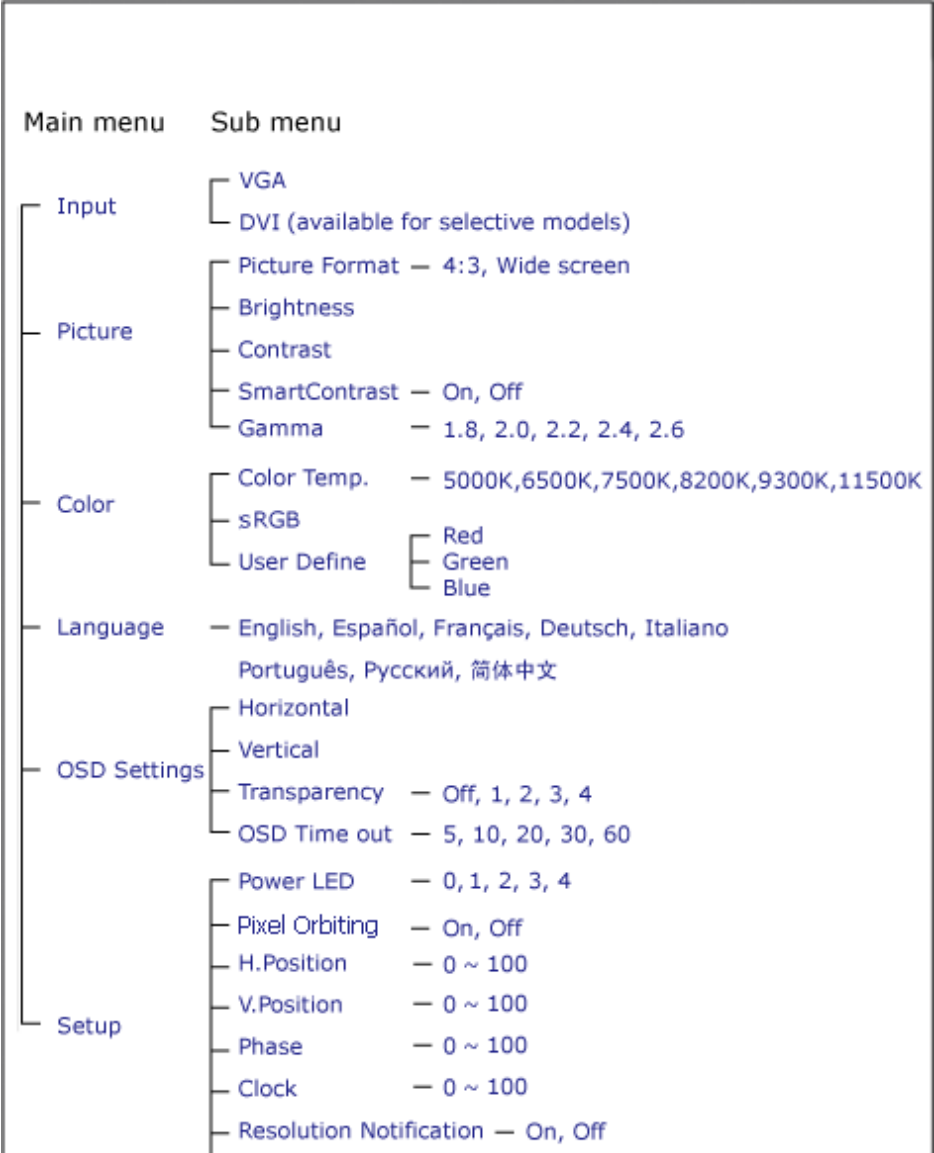 Main menu Sub menu
Input
VGA
DVI (available for selective models)
Picture
Picture Format — 4:3, Wide screen
Brightness
Contrast
SmartContrast — On, Off
Gamma — 1.8, 2.0, 2.2, 2.4, 2.6
Color
Color Temp. — 5000K,6500K,7500K,8200K,9300K,11500K
sRGB
User Define
Red
Green
Blue
Language — English, Español, Français, Deutsch, Italiano
Português, Русский, 简体中文
OSD Settings
Horizontal
Vertical
Transparency — Off, 1, 2, 3, 4
OSD Time out — 5, 10, 20, 30, 60
Setup
Power LED — 0, 1, 2, 3, 4
Pixel Orbiting — On, Off
H.Position — 0 ~ 100
V.Position — 0 ~ 100
Phase — 0 ~ 100
Clock — 0 ~ 100
Resolution Notification — On, Off